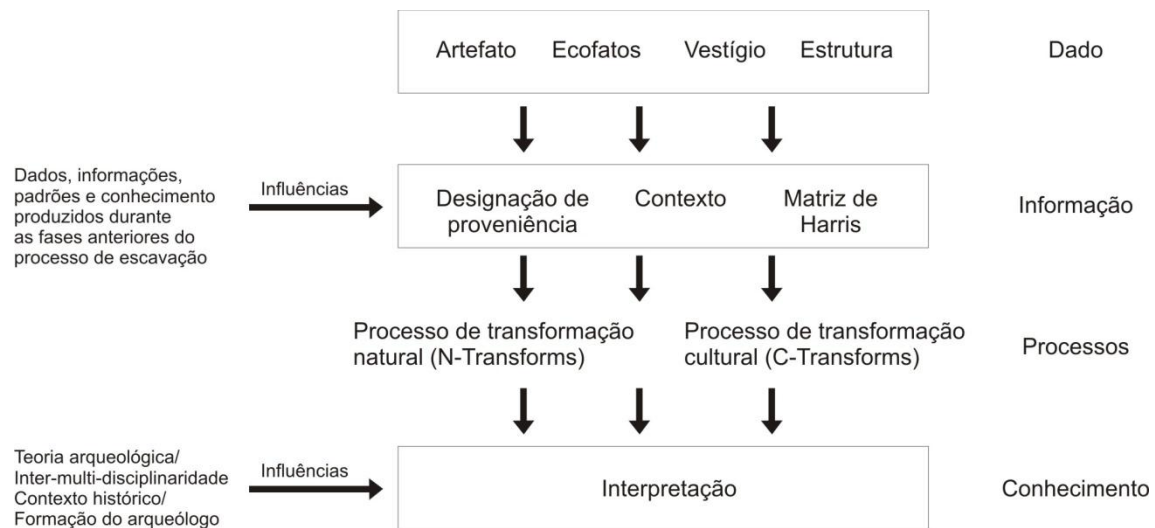 Artefato Ecofatos Vestígio Estrutura Dado
Dados, informações,
padrões e conhecimento
produzidos durante
as fases anteriores do
processo de escavação
Influências
Designação de
proveniência
Contexto
Matriz de
Harris
Informação
Processo de transformação
natural (N-Transforms)
Processo de transformação
cultural (C-Transforms)
Processos
Teoria arqueológica/
Inter-multi-disciplinaridade
Contexto histórico/
Formação do arqueólogo
Influências
Interpretação
Conhecimento